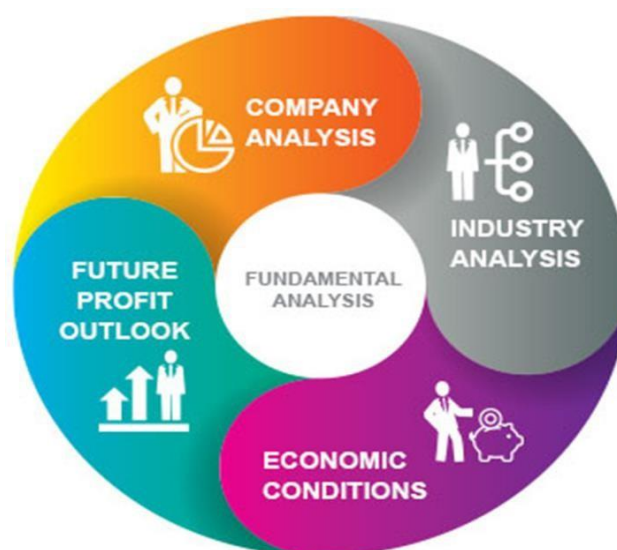 COMPANY
ANALYSIS
INDUSTRY
ANALYSIS
FUTURE
PROFIT
OUTLOOK
FUNDAMENTAL
ANALYSIS
ECONOMIC
CONDITIONS